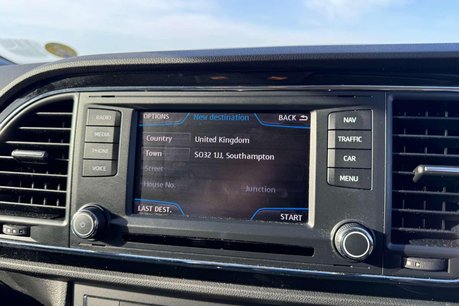 RADIO
MEDIA
PHONE
VOICE
OPTIONS New destination BACK
Country United Kingdom
Town SO32 1JJ, Southampton
Street
House No. Junction
LAST DEST. START
NAV
TRAFFIC
CAR
MENU